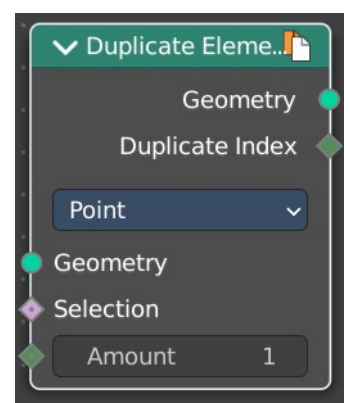 Duplicate Eleme...
Geometry
Duplicate Index
Point
Geometry
Selection
Amount 1